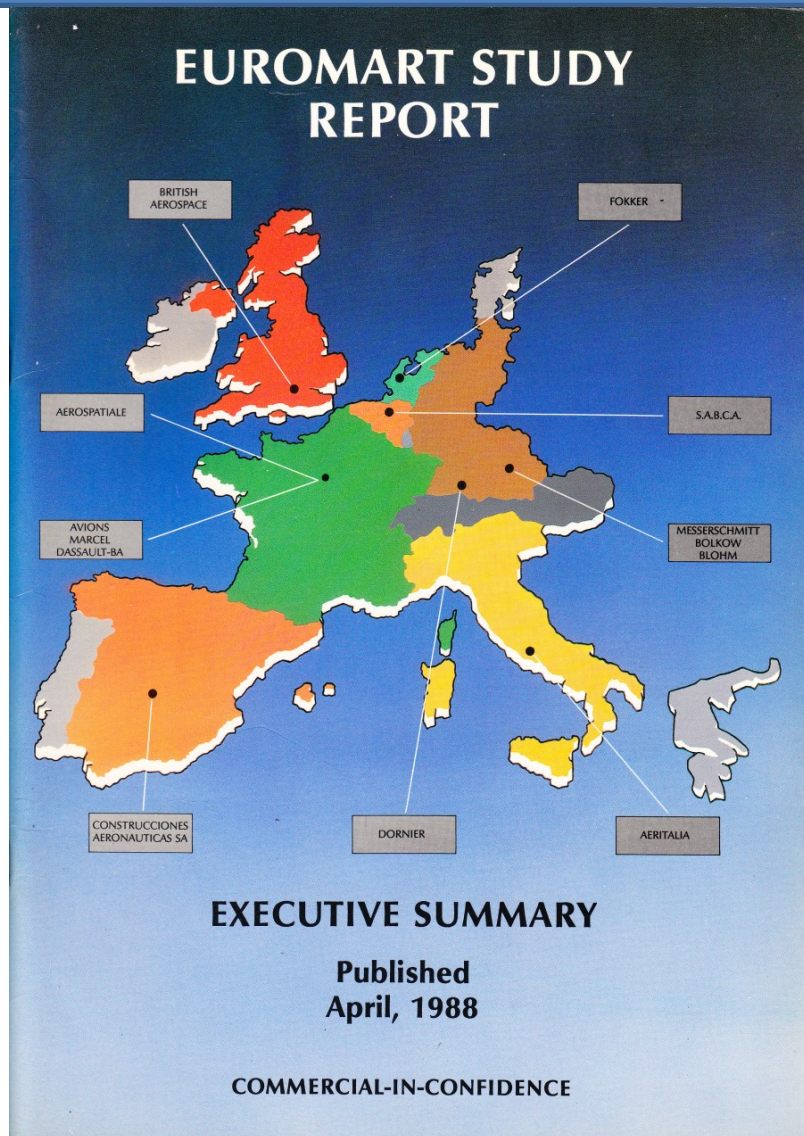 EUROMART STUDY
REPORT
BRITISH
AEROSPACE
FOKKER
AEROSPATIALE
S.A.B.C.A.
AVIONS
MARCEL
DASSAULT-BA
MESSERSCHMITT
BOLKOW
BLOHM
CONSTRUCCIONES
AERONAUTICAS SA
DORNIER
AERITALIA
EXECUTIVE SUMMARY
Published
April, 1988
COMMERCIAL-IN-CONFIDENCE